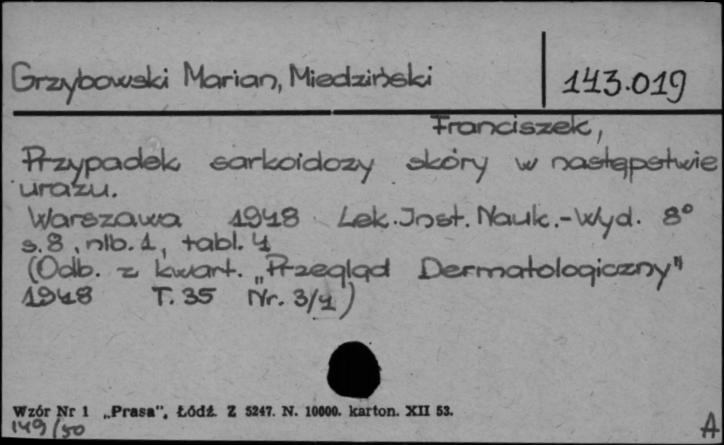 Grzybowski Marian, Miedziński
143.019
Franciszek,
Przypadek sarkoidozy skóry w następstwie
urazu.
Warszawa 1948 Lek. Inst. Nauk.-Wyd. 8°
s. 8, nlb. 1, tabl. 4
(Odb. z kwart. „Przegląd Dermatologiczny"
1948 T. 35 Nr. 3/4)
Wzór Nr 1 „Prasa", Łódź. Z 5247. N. 10000. karton. XII 53.
149/50
A